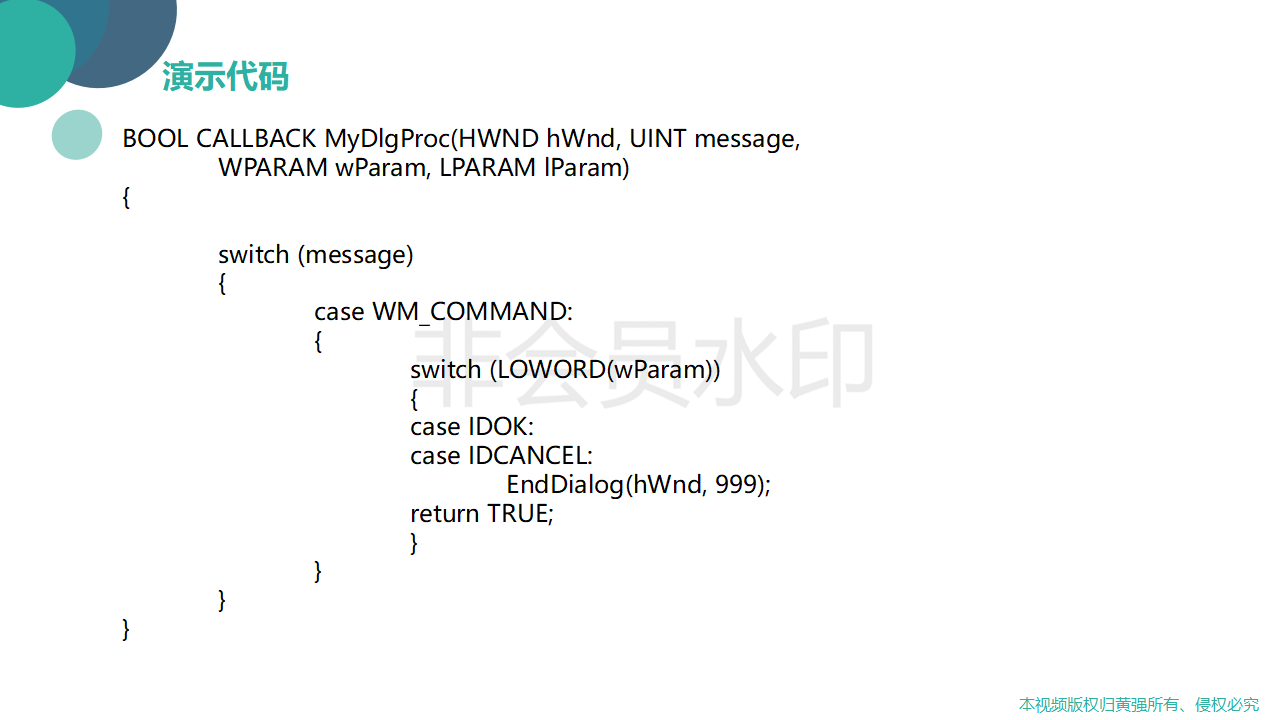 演示代码
BOOL CALLBACK MyDlgProc(HWND hWnd, UINT message,
WPARAM wParam, LPARAM lParam)
{
switch (message)
{
case WM_COMMAND:
{
switch (LOWORD(wParam))
{
case IDOK:
case IDCANCEL:
EndDialog(hWnd, 999);
return TRUE;
}
}
}
}
非会员水印
本视频版权归黄强所有、侵权必究